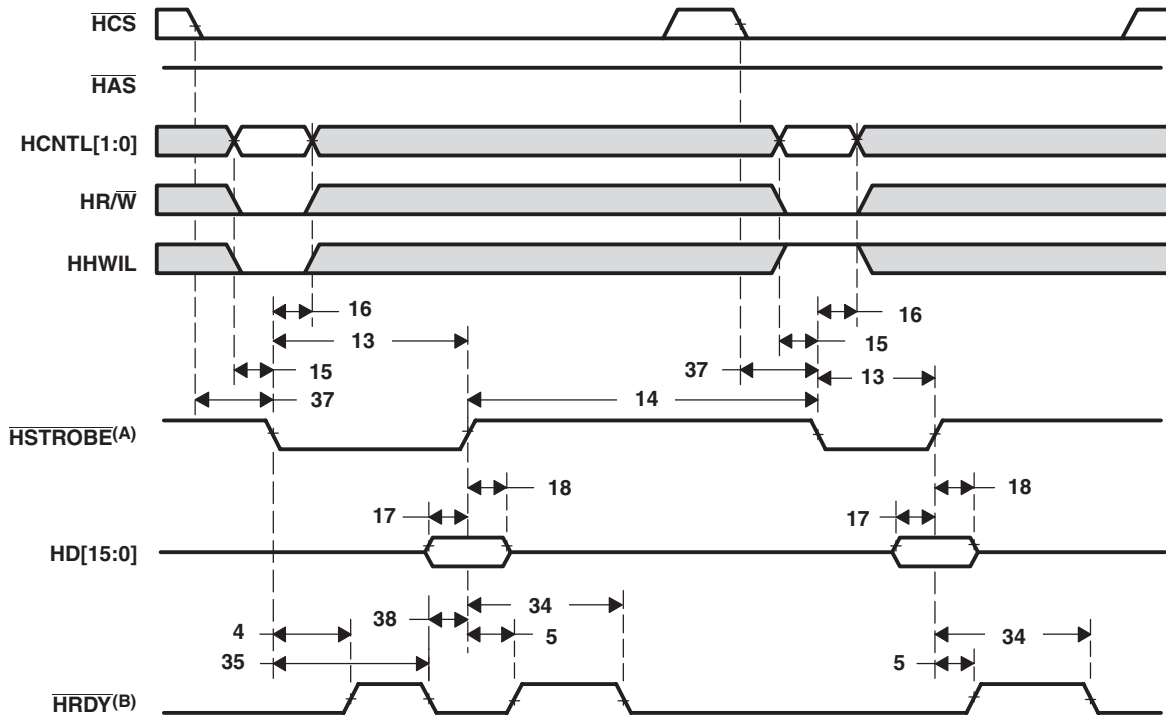 HCS
HAS
HCNTL[1:0]
HR/W
HHWIL
16
16
13
15
15
37
13
37
14
HSTROBE(A)
18
18
17
17
HD[15:0]
34
38
4
5
34
35
5
HRDY(B)